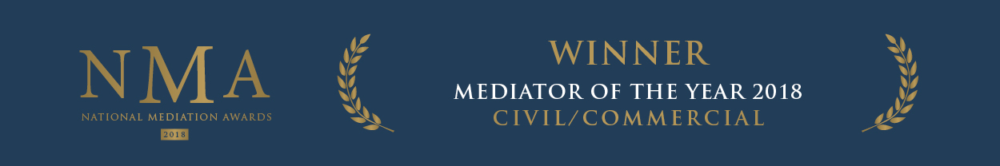 NMA
NATIONAL MEDIATION AWARDS
2018
WINNER
MEDIATOR OF THE YEAR 2018
CIVIL/COMMERCIAL